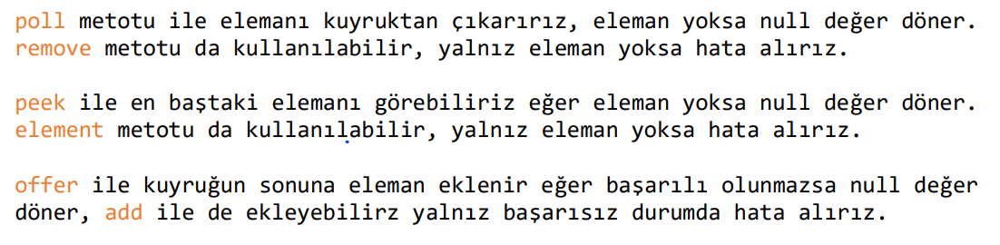 poll metotu ile elemanı kuyruktan çıkarırız, eleman yoksa null değer döner.
remove metotu da kullanılabilir, yalnız eleman yoksa hata alırız.
peek ile en baştaki elemanı görebiliriz eğer eleman yoksa null değer döner.
element metotu da kullanılabilir, yalnız eleman yoksa hata alırız.
offer ile kuyruğun sonuna eleman eklenir eğer başarılı olunmazsa null değer
döner, add ile de ekleyebilirz yalnız başarısız durumda hata alırız.